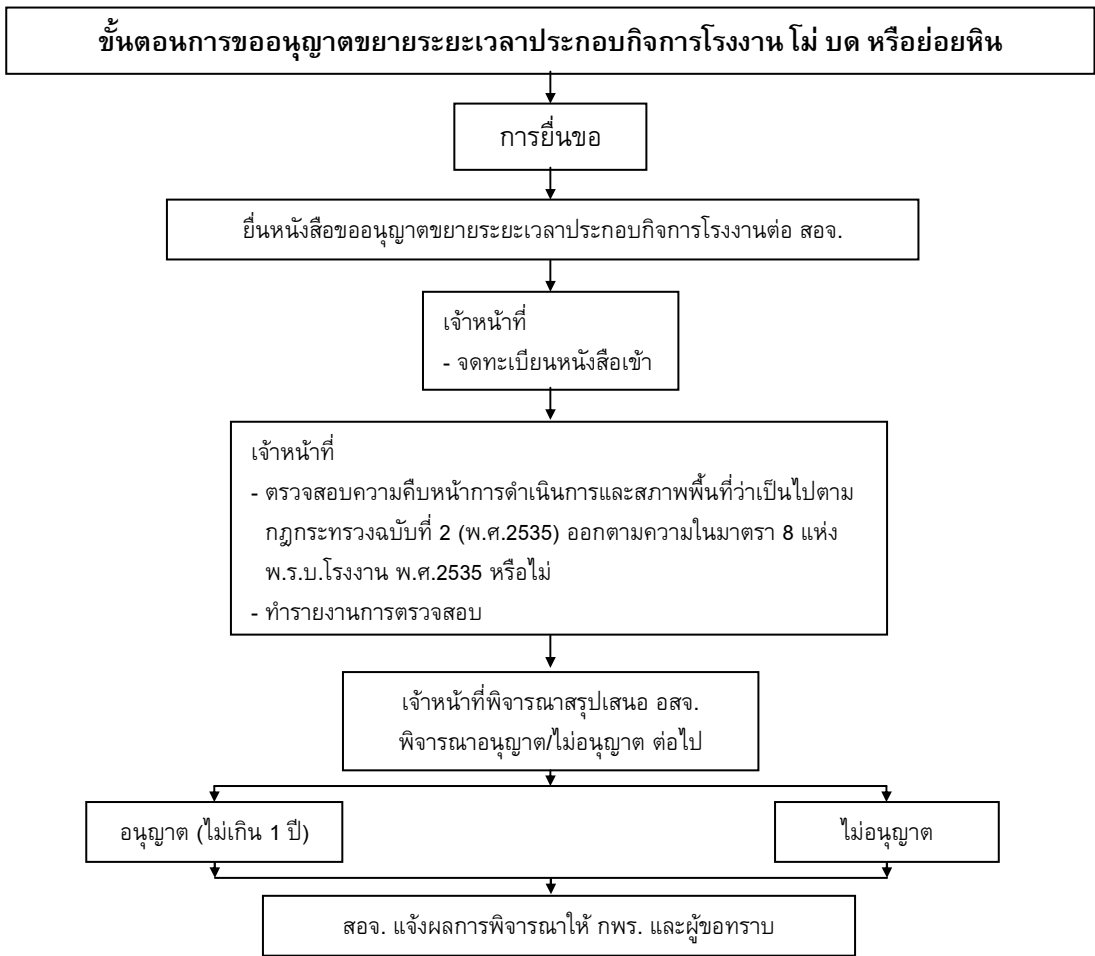 ขั้นตอนการขออนุญาตขยายระยะเวลาประกอบกิจการโรงงาน โม่ บด หรือย่อยหิน
การยื่นขอ
ยื่นหนังสือขออนุญาตขยายระยะเวลาประกอบกิจการโรงงานต่อ สอจ.
เจ้าหน้าที่
- จดทะเบียนหนังสือเข้า
เจ้าหน้าที่
- ตรวจสอบความคืบหน้าการดำเนินการและสภาพพื้นที่ว่าเป็นไปตาม
กฎกระทรวงฉบับที่ 2 (พ.ศ.2535) ออกตามความในมาตรา 8 แห่ง
พ.ร.บ.โรงงาน พ.ศ.2535 หรือไม่
- ทำรายงานการตรวจสอบ
เจ้าหน้าที่พิจารณาสรุปเสนอ อสจ.
พิจารณาอนุญาต/ไม่อนุญาต ต่อไป
อนุญาต (ไม่เกิน 1 ปี)
ไม่อนุญาต
สอจ. แจ้งผลการพิจารณาให้ กพร. และผู้ขอทราบ